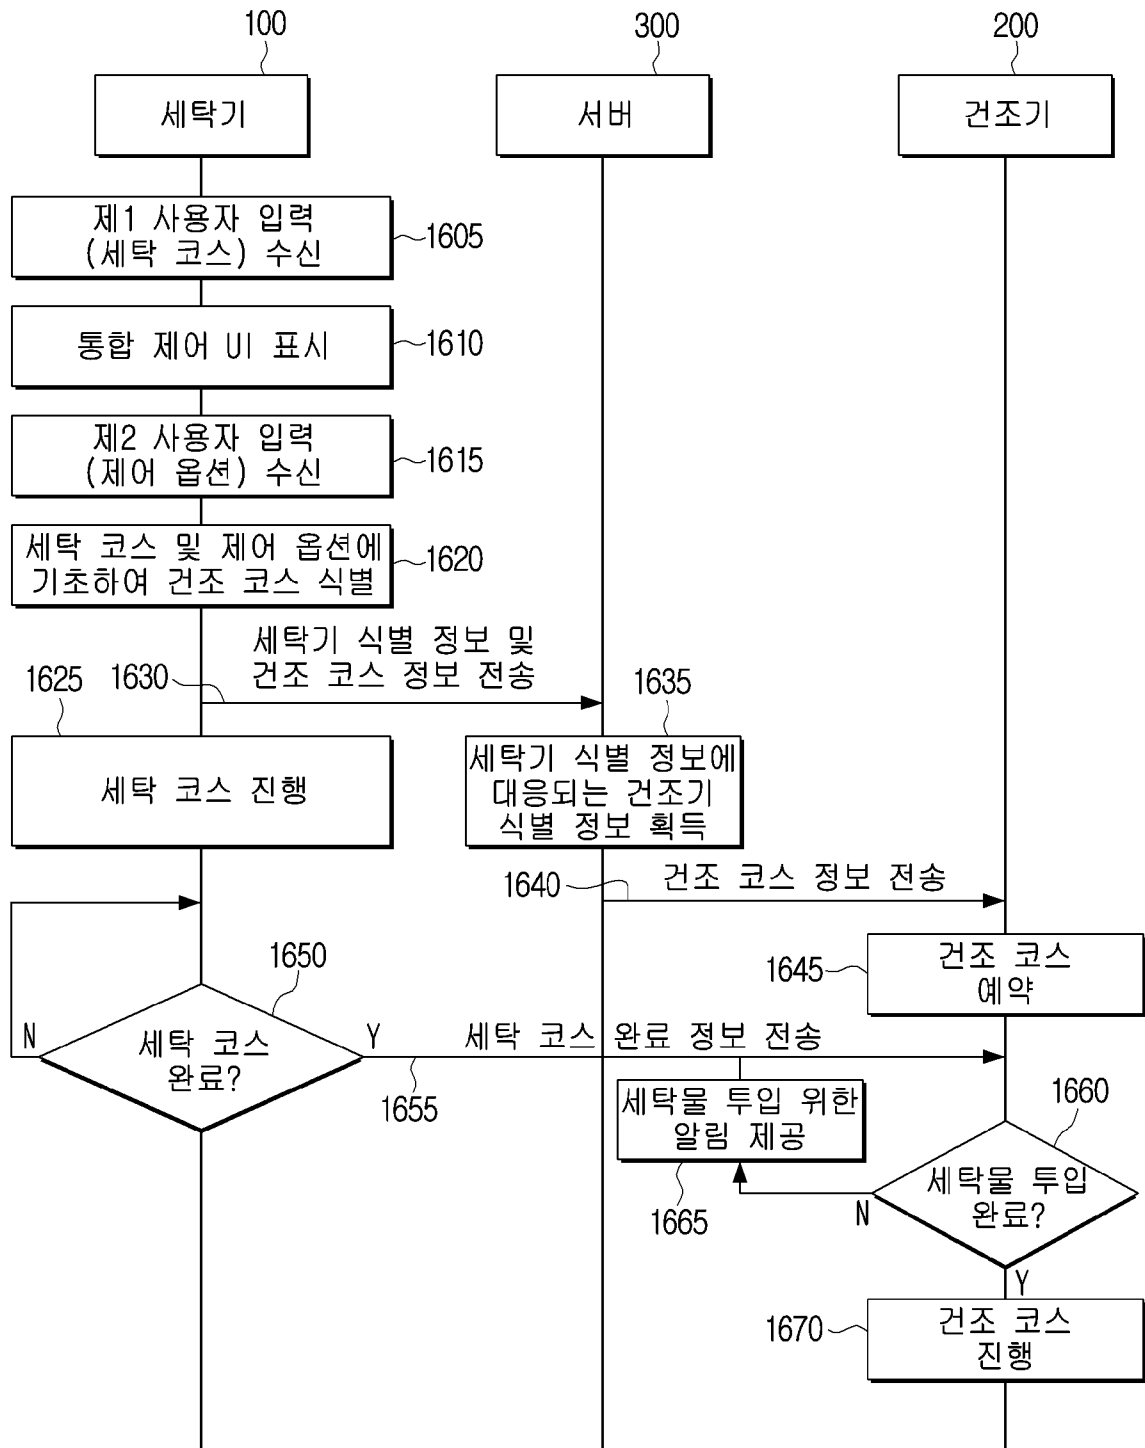 100
300
200
세탁기
서버
건조기
제1 사용자 입력
(세탁 코스) 수신
1605
통합 제어 UI 표시
1610
제2 사용자 입력
(제어 옵션) 수신
1615
세탁 코스 및 제어 옵션에
기초하여 건조 코스 식별
1620
세탁기 식별 정보 및
건조 코스 정보 전송
1625
1630
1635
세탁 코스 진행
세탁기 식별 정보에
대응되는 건조기
식별 정보 획득
1640
건조 코스 정보 전송
1645
건조 코스
예약
1650
N
세탁 코스
완료?
Y
세탁 코스 완료 정보 전송
1655
세탁물 투입 위한
알림 제공
1660
세탁물 투입
완료?
N
1665
Y
1670
건조 코스
진행